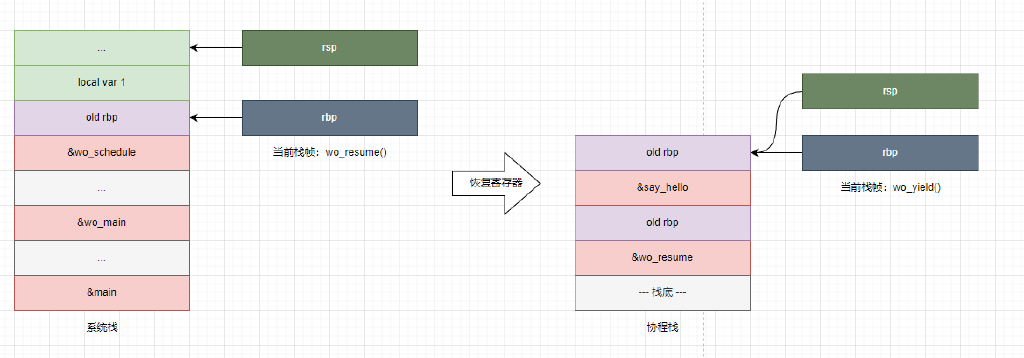 ...
local var 1
old rbp
&wo_schedule
...
&wo_main
...
&main
系统栈
rsp
rbp
当前栈帧：wo_resume()
恢复寄存器
old rbp
&say_hello
old rbp
&wo_resume
--- 栈底 ---
协程栈
rsp
rbp
当前栈帧：wo_yield()